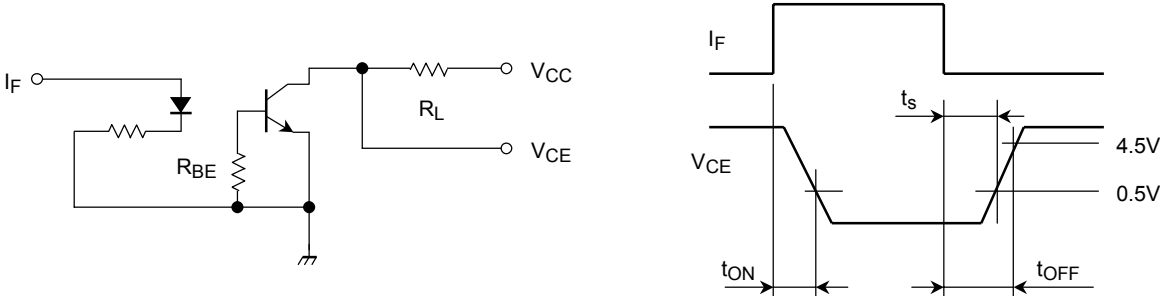 IF
VCC
RL
VCE
RBE
IF
tS
VCE
4.5V
0.5V
tON
tOFF